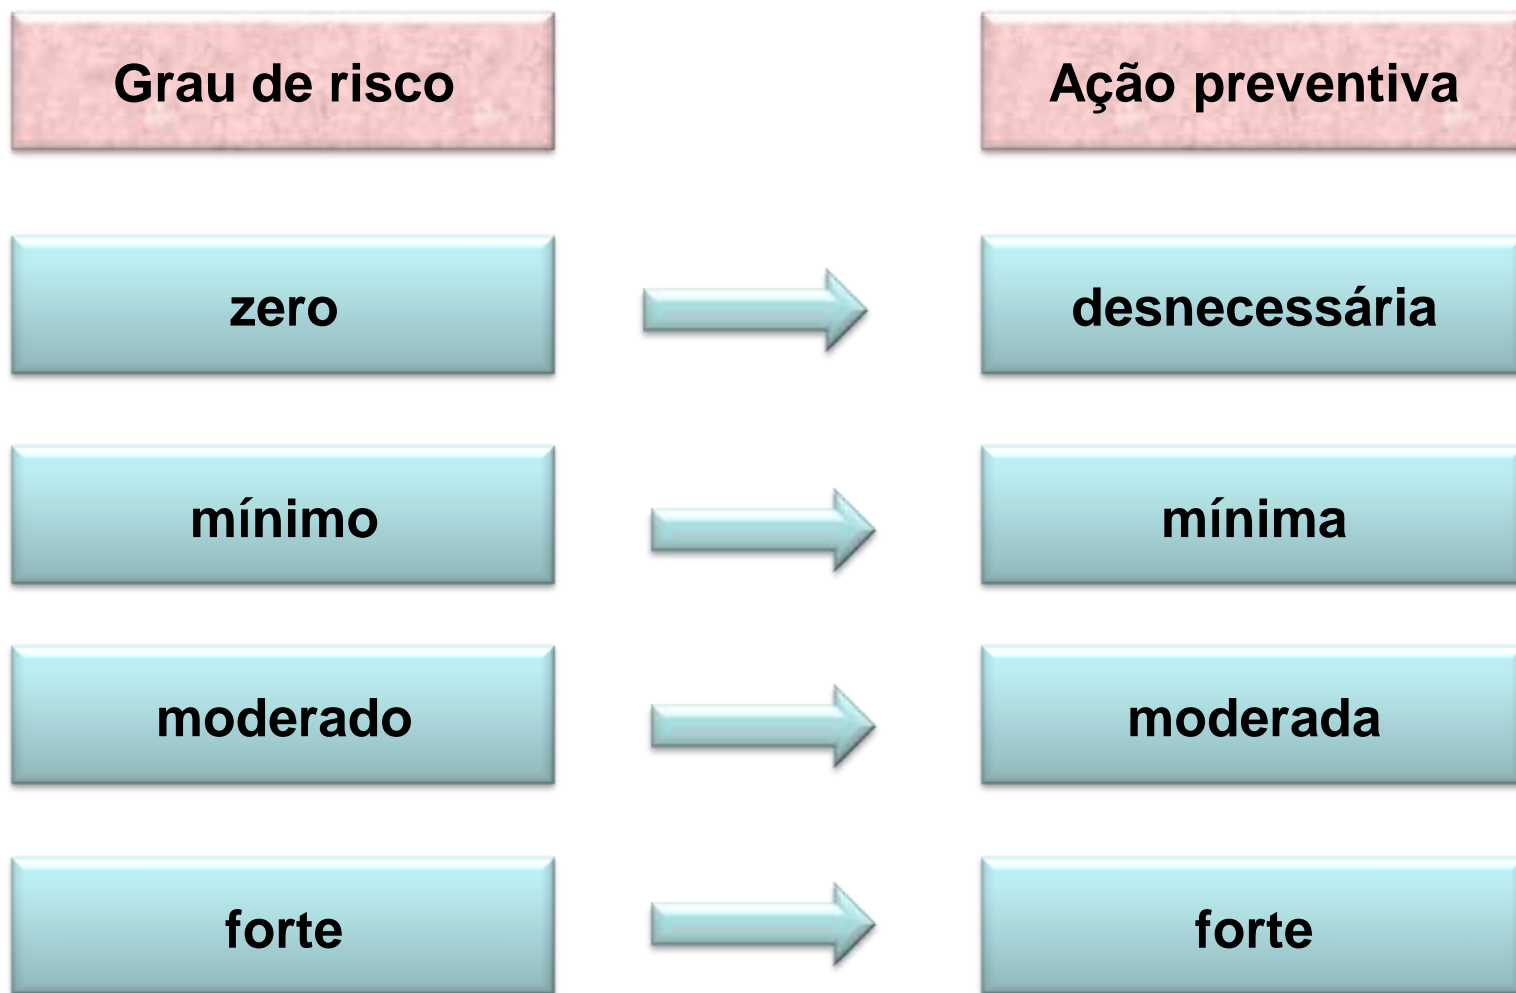 Grau de risco
Ação preventiva
zero
desnecessária
mínimo
mínima
moderado
moderada
forte
forte